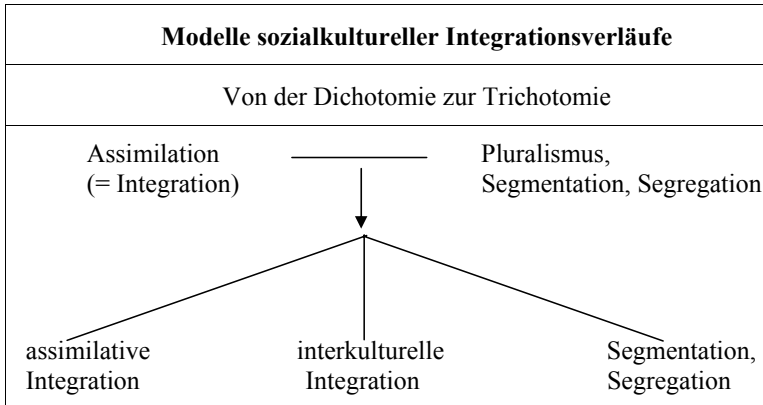 Modelle sozialkultureller Integrationsverläufe
Von der Dichotomie zur Trichotomie
Assimilation
(= Integration)
Pluralismus,
Segmentation, Segregation
assimilative
Integration
interkulturelle
Integration
Segmentation,
Segregation